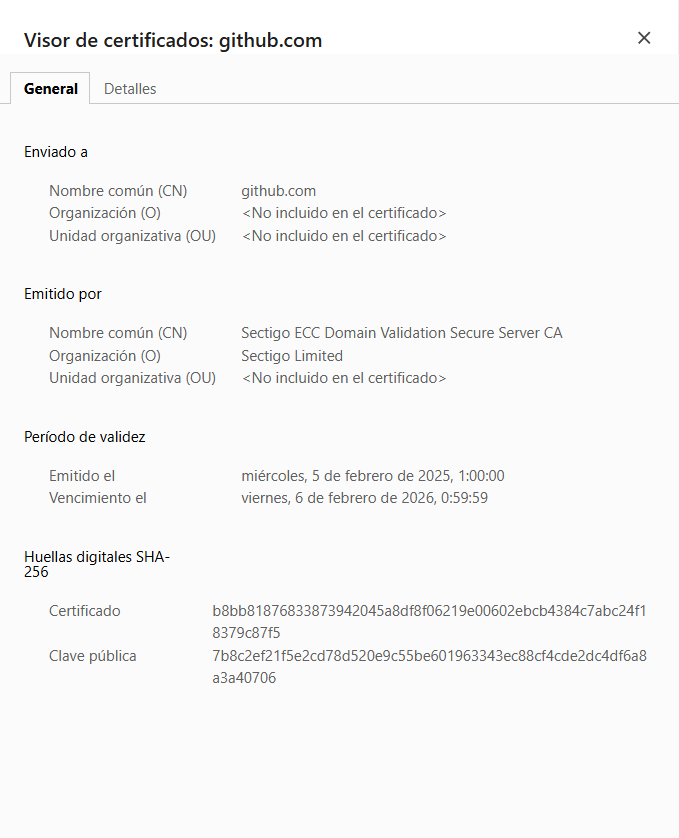 Visor de certificados: github.com
General Detalles
Enviado a
Nombre común (CN) github.com
Organización (O) <No incluido en el certificado>
Unidad organizativa (OU) <No incluido en el certificado>
Emitido por
Nombre común (CN) Sectigo ECC Domain Validation Secure Server CA
Organización (O) Sectigo Limited
Unidad organizativa (OU) <No incluido en el certificado>
Período de validez
Emitido el miércoles, 5 de febrero de 2025, 1:00:00
Vencimiento el viernes, 6 de febrero de 2026, 0:59:59
Huellas digitales SHA-
256
Certificado b8bb81876833873942045a8df8f06219e00602ebcb4384c7abc24f1
8379c87f5
Clave pública 7b8c2ef21f5e2cd78d520e9c55be601963343ec88cf4cde2dc4df6a8
a3a40706